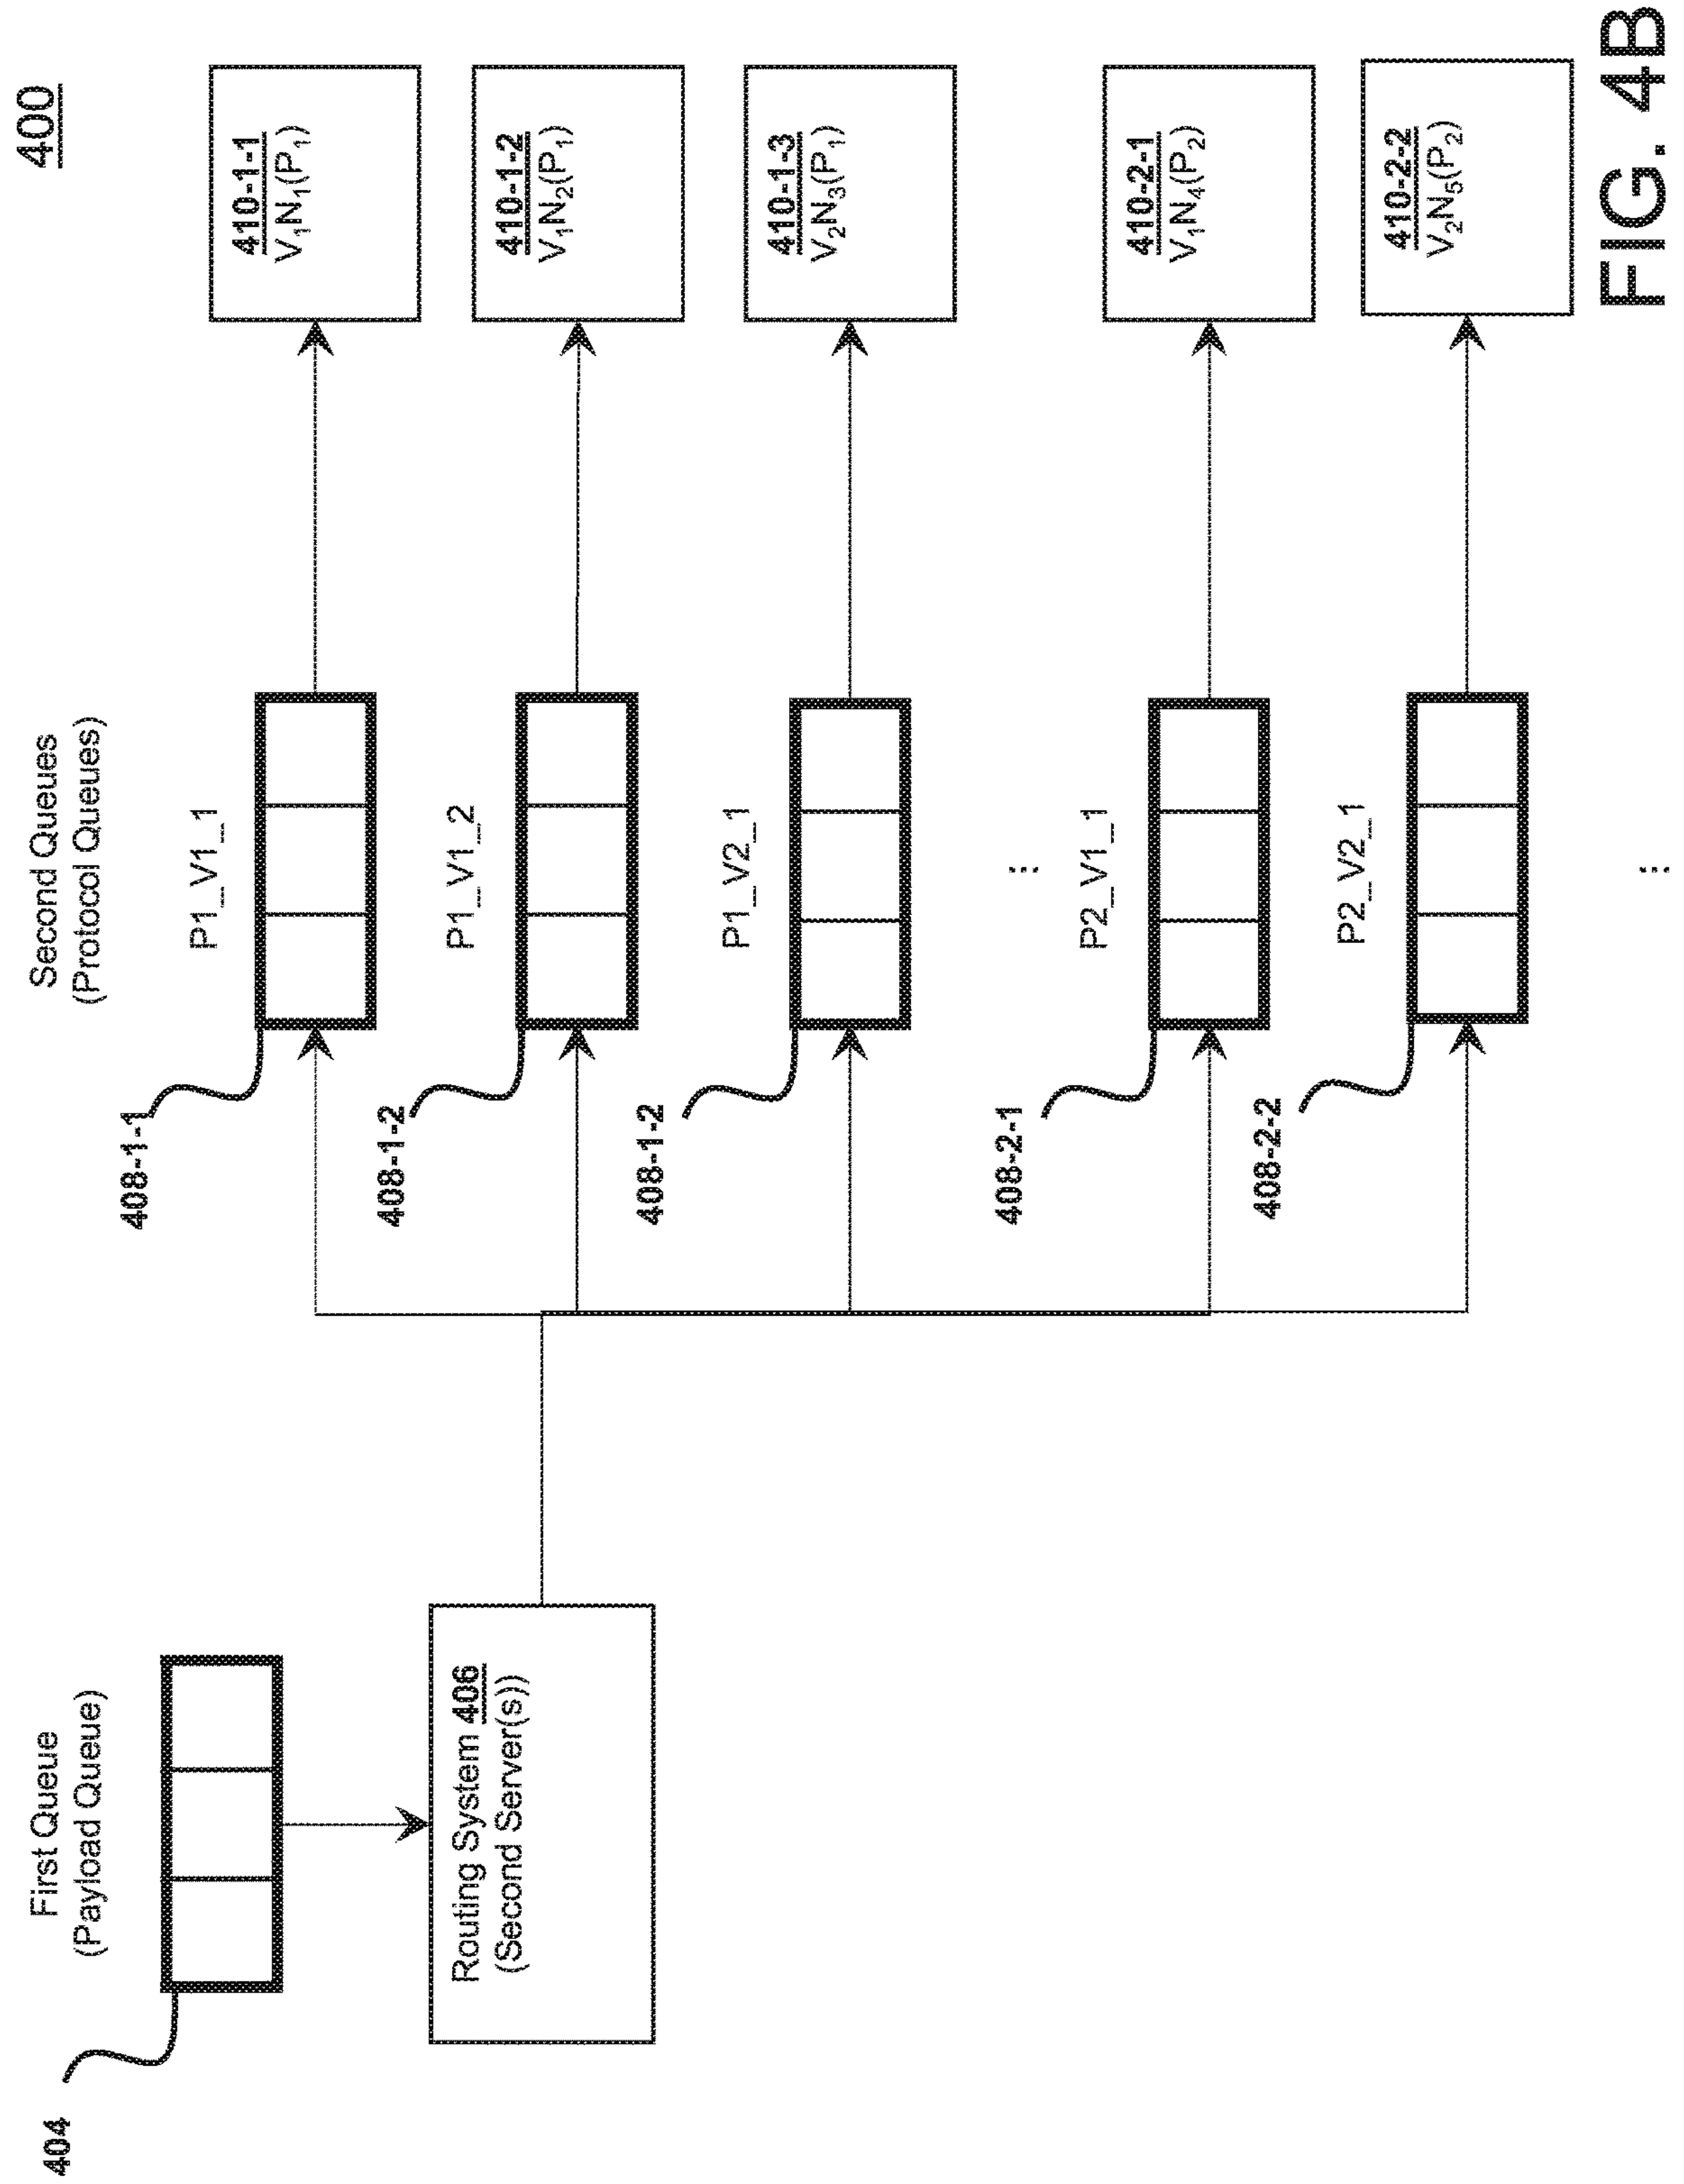 400
First Queue
(Payload Queue)
404
Routing System 406
(Second Server(s))
Second Queues
(Protocol Queues)
408-1-1
P1_V1_1
410-1-1
V₁N₁(P₁)
408-1-2
P1_V1_2
410-1-2
V₁N₂(P₁)
408-1-2
P1_V2_1
410-1-3
V₂N₃(P₁)
...
408-2-1
P2_V1_1
410-2-1
V₁N₄(P₂)
408-2-2
P2_V2_1
410-2-2
V₂N₅(P₂)
...
FIG. 4B